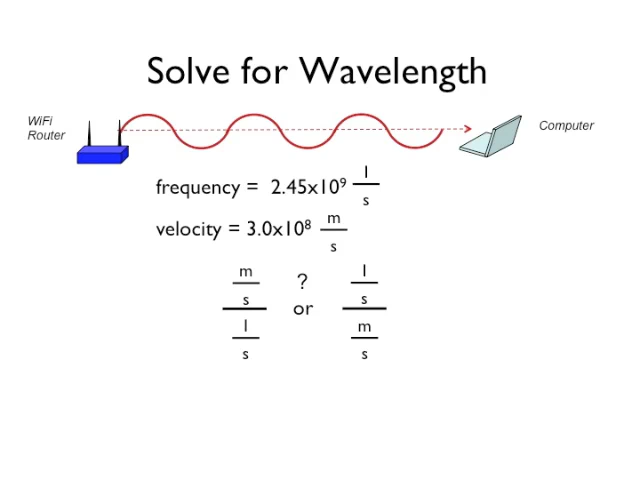 Solve for Wavelength
WiFi
Router
Computer
frequency = 2.45x10⁹ 1/s
velocity = 3.0x10⁸ m/s
m ? 1
s or s
1 m
s s